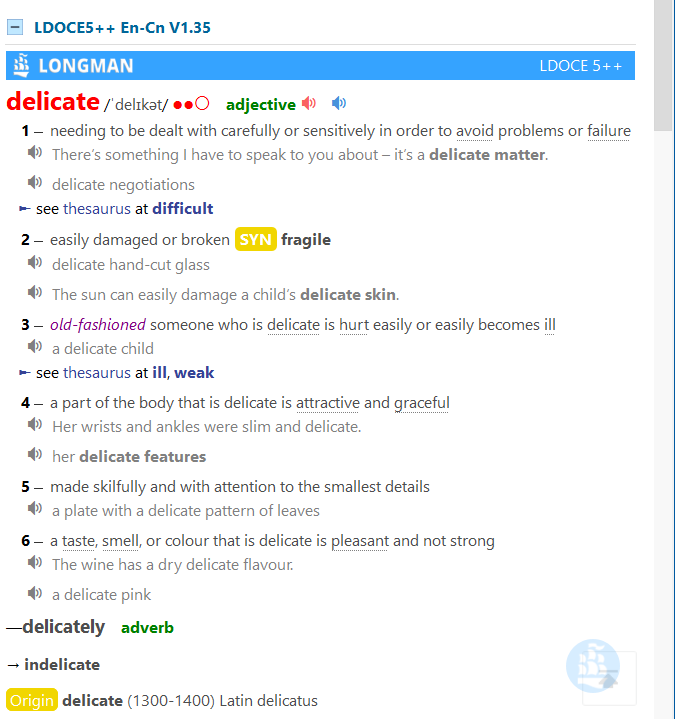 LDOCE5++ En-Cn V1.35
LONGMAN LDOCE 5++
delicate /ˈdelɪkət/ ●●○ adjective
1 – needing to be dealt with carefully or sensitively in order to avoid problems or failure
There’s something I have to speak to you about – it’s a delicate matter.
delicate negotiations
► see thesaurus at difficult
2 – easily damaged or broken SYN fragile
delicate hand-cut glass
The sun can easily damage a child’s delicate skin.
3 – old-fashioned someone who is delicate is hurt easily or easily becomes ill
a delicate child
► see thesaurus at ill, weak
4 – a part of the body that is delicate is attractive and graceful
Her wrists and ankles were slim and delicate.
her delicate features
5 – made skilfully and with attention to the smallest details
a plate with a delicate pattern of leaves
6 – a taste, smell, or colour that is delicate is pleasant and not strong
The wine has a dry delicate flavour.
a delicate pink
—delicately adverb
→ indelicate
Origin delicate (1300-1400) Latin delicatus